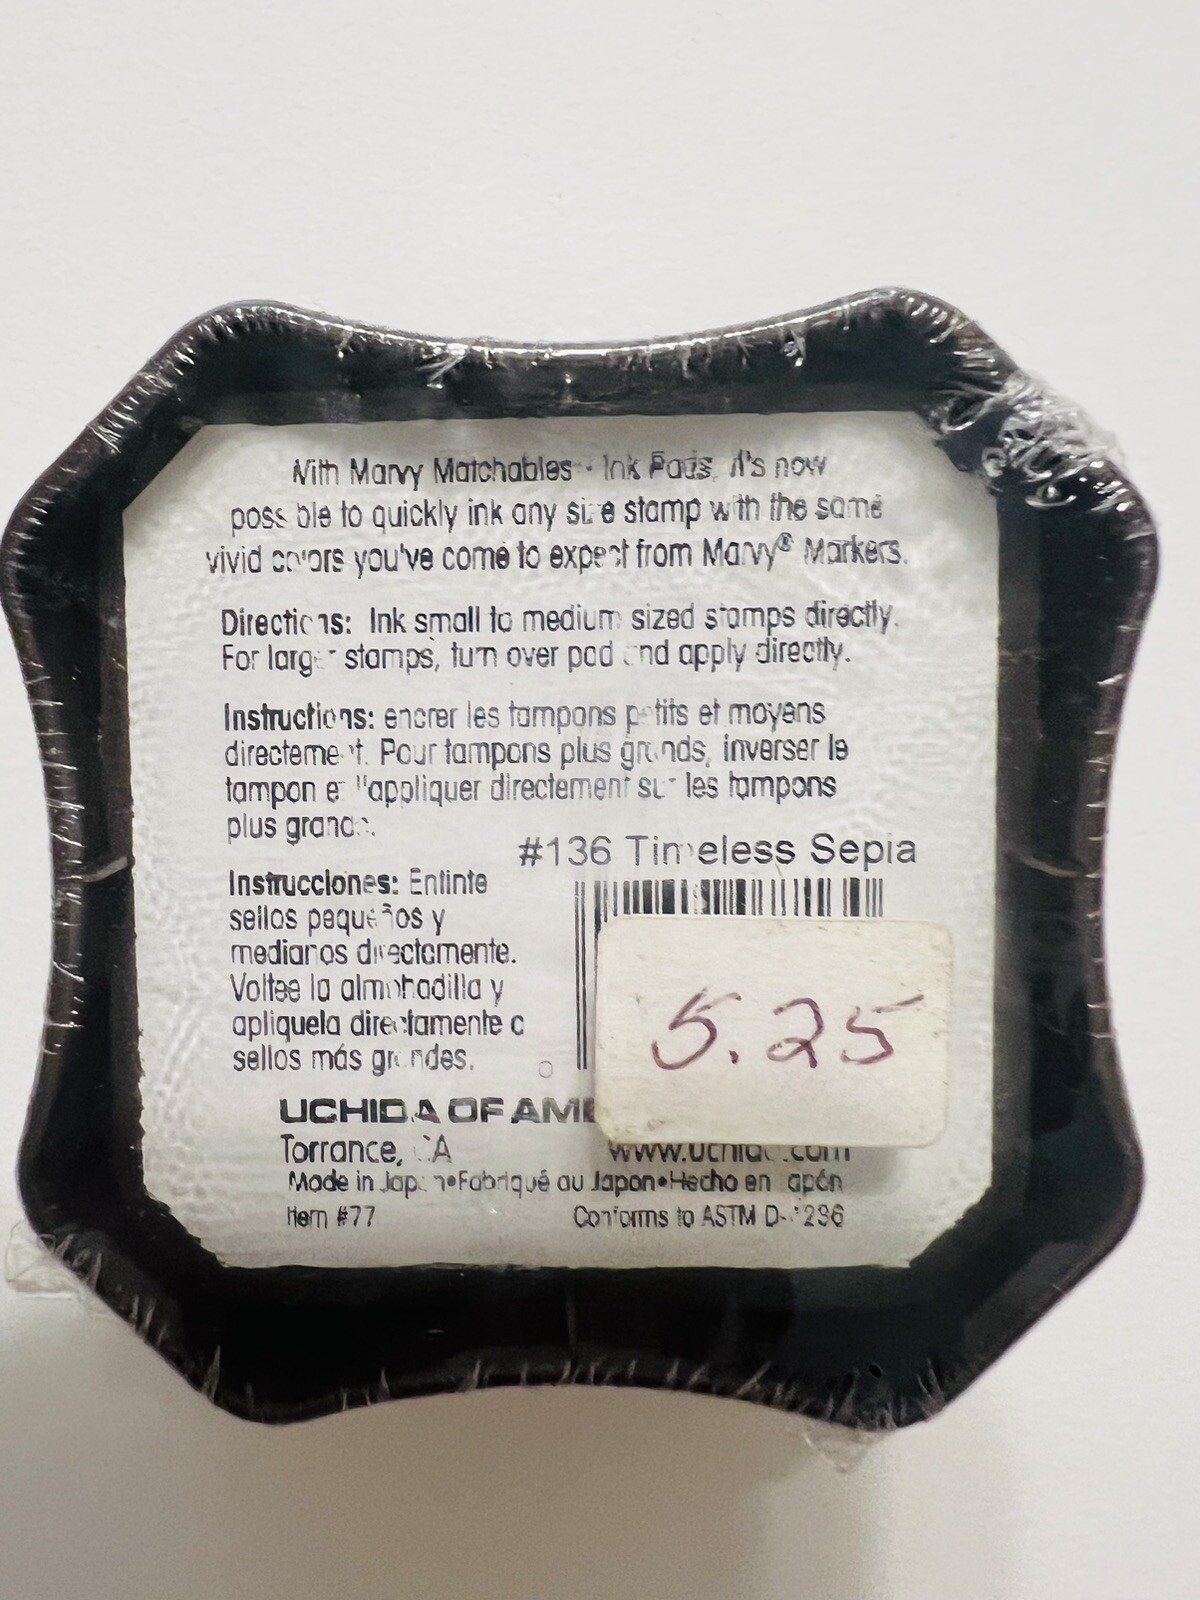 With Marvy Matchables - Ink Pads, it's now
possible to quickly ink any size stamp with the same
vivid colors you've come to expect from Marvy® Markers.
Directions: Ink small to medium sized stamps directly.
For large stamps, turn over pad and apply directly.
Instructions: encrer les tampons petits et moyens
directement. Pour tampons plus grands, inverser le
tampon et l'appliquer directement sur les tampons
plus grands.
#136 Timeless Sepia
Instrucciones: Entinte
sellos pequeños y
medianos directamente.
Voltee la almohadilla y
apliquela directamente a
sellos más grandes.
5.25
UCHIDA OF AME
Torrance, CA www.uchida.com
Made in Japan•Fabriqué au Japon•Hecho en Japón
Item #77 Conforms to ASTM D-4236